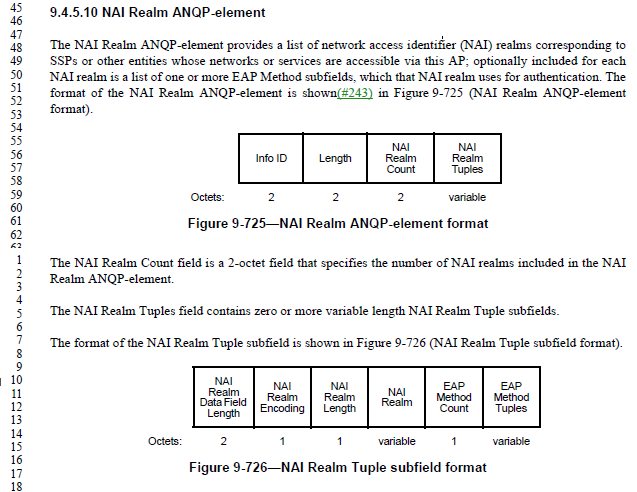 45
46
47
48
49
50
51
52
53
54
55
56
57
58
59
60
61
62
63
1
2
3
4
5
6
7
8
9
10
11
12
13
14
15
16
17
18
9.4.5.10 NAI Realm ANQP-element
The NAI Realm ANQP-element provides a list of network access identifier (NAI) realms corresponding to
SSPs or other entities whose networks or services are accessible via this AP; optionally included for each
NAI realm is a list of one or more EAP Method subfields, which that NAI realm uses for authentication. The
format of the NAI Realm ANQP-element is shown(#243) in Figure 9-725 (NAI Realm ANQP-element
format).
Info ID
Length
NAI
Realm
Count
NAI
Realm
Tuples
Octets: 2 2 2 variable
Figure 9-725—NAI Realm ANQP-element format
The NAI Realm Count field is a 2-octet field that specifies the number of NAI realms included in the NAI
Realm ANQP-element.
The NAI Realm Tuples field contains zero or more variable length NAI Realm Tuple subfields.
The format of the NAI Realm Tuple subfield is shown in Figure 9-726 (NAI Realm Tuple subfield format).
NAI
Realm
Data Field
Length
NAI
Realm
Encoding
NAI
Realm
Length
NAI
Realm
EAP
Method
Count
EAP
Method
Tuples
Octets: 2 1 1 variable 1 variable
Figure 9-726—NAI Realm Tuple subfield format